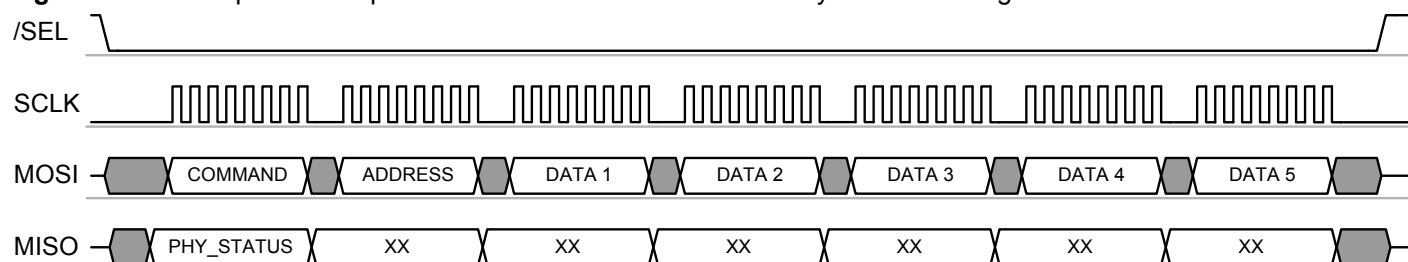 /SEL
SCLK
MOSI COMMAND ADDRESS DATA 1 DATA 2 DATA 3 DATA 4 DATA 5
MISO PHY_STATUS XX XX XX XX XX XX